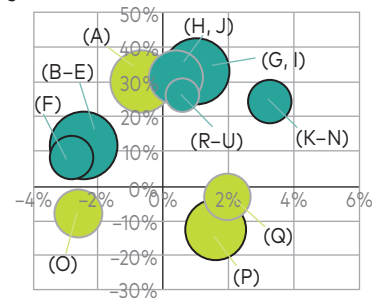 50%
(A)
(H, J)
40%
(B–E)
(G, I)
30%
(F)
20%
(R–U)
(K–N)
10%
0%
–4%
–2%
0%
2%
4%
6%
–10%
(Q)
–20%
(O)
(P)
–30%